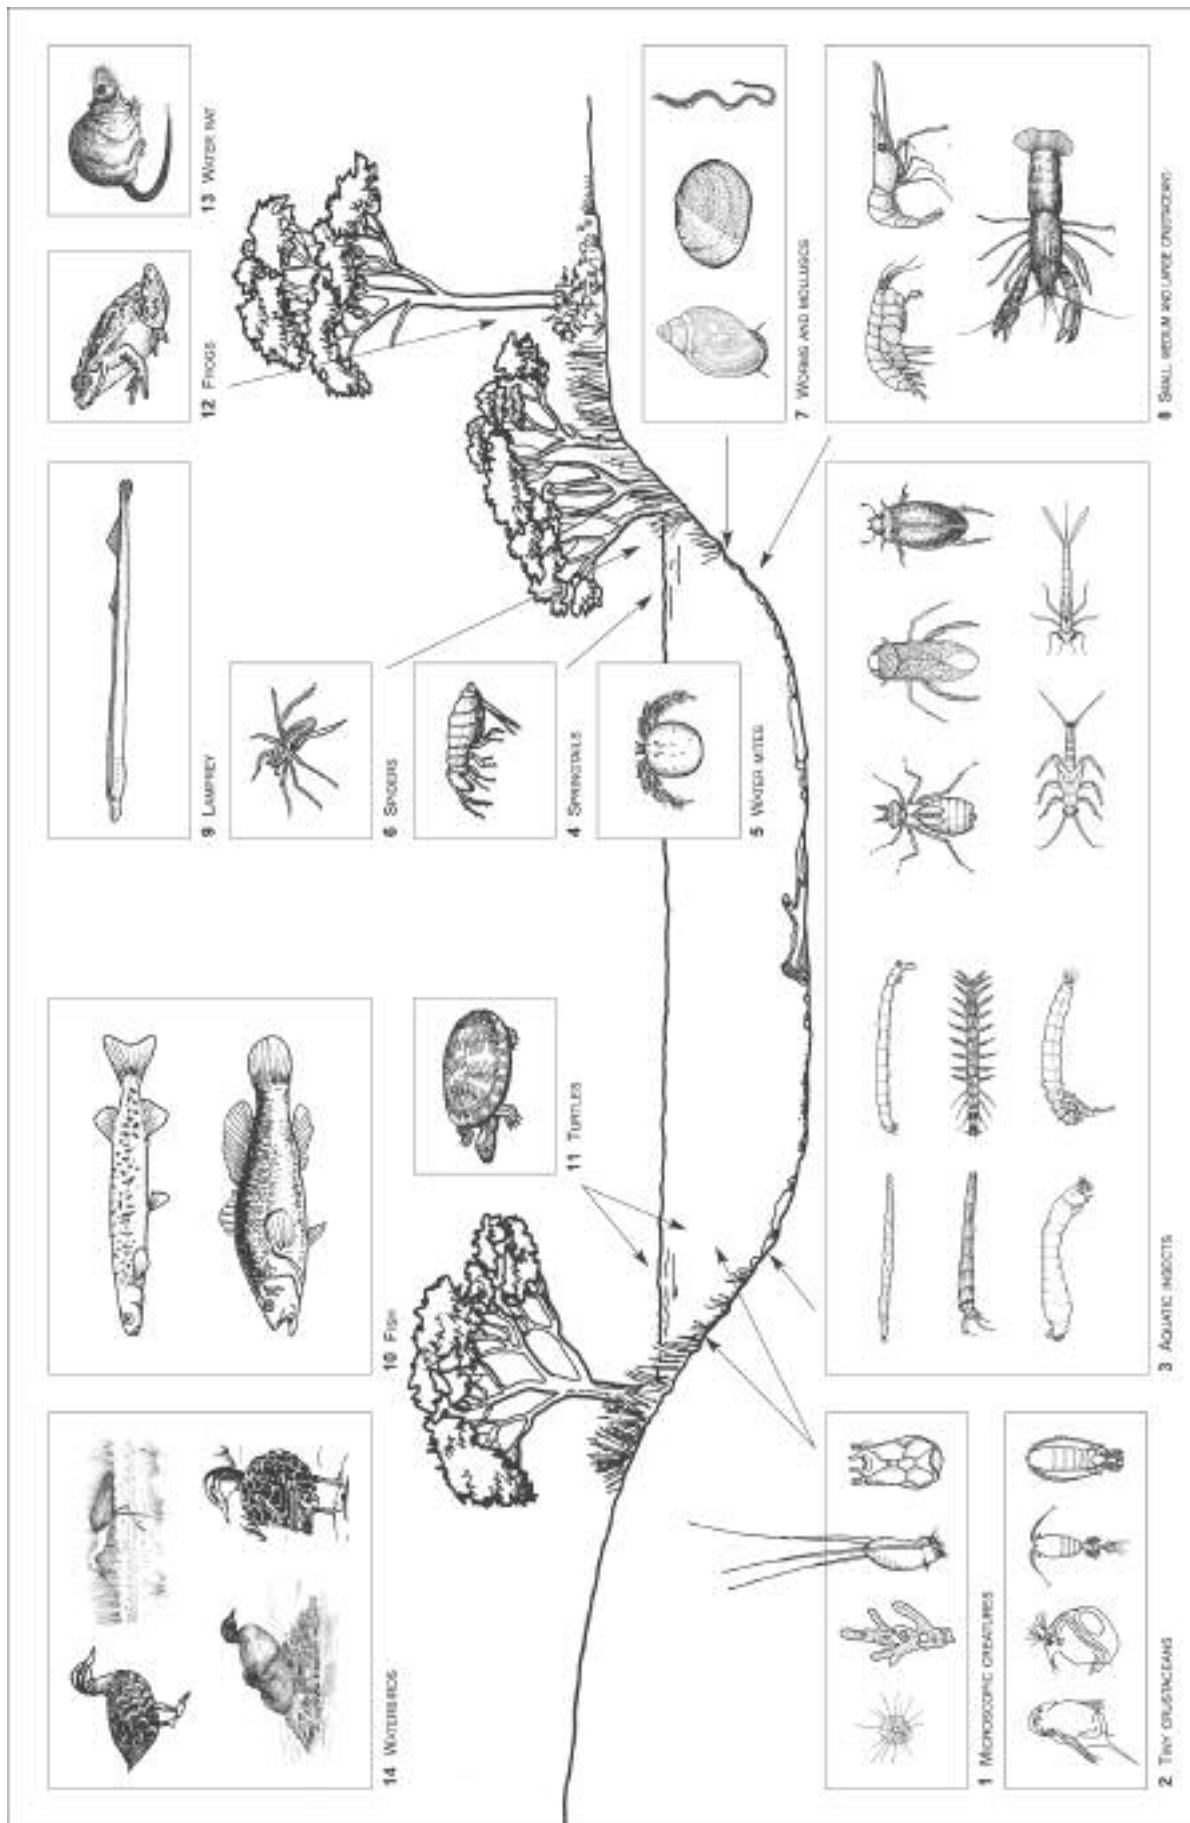 14 WATERBIRDS
10 FISH
9 LAMPREY
12 FROGS
13 WATER RAT
11 TURTLES
6 SPIDERS
4 SPRINGTAILS
5 WATER MITES
7 WORMS AND MOLLUSCS
1 MICROSCOPIC CREATURES
2 TINY CRUSTACEANS
3 AQUATIC INSECTS
8 SMALL, MEDIUM AND LARGE CRUSTACEANS